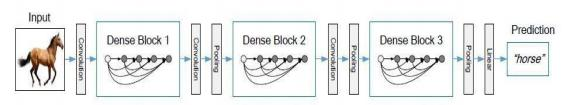 Input
Prediction
Convolution
Dense Block 1
Convolution
Pooling
Dense Block 2
Convolution
Pooling
Dense Block 3
Pooling
Linear
"horse"